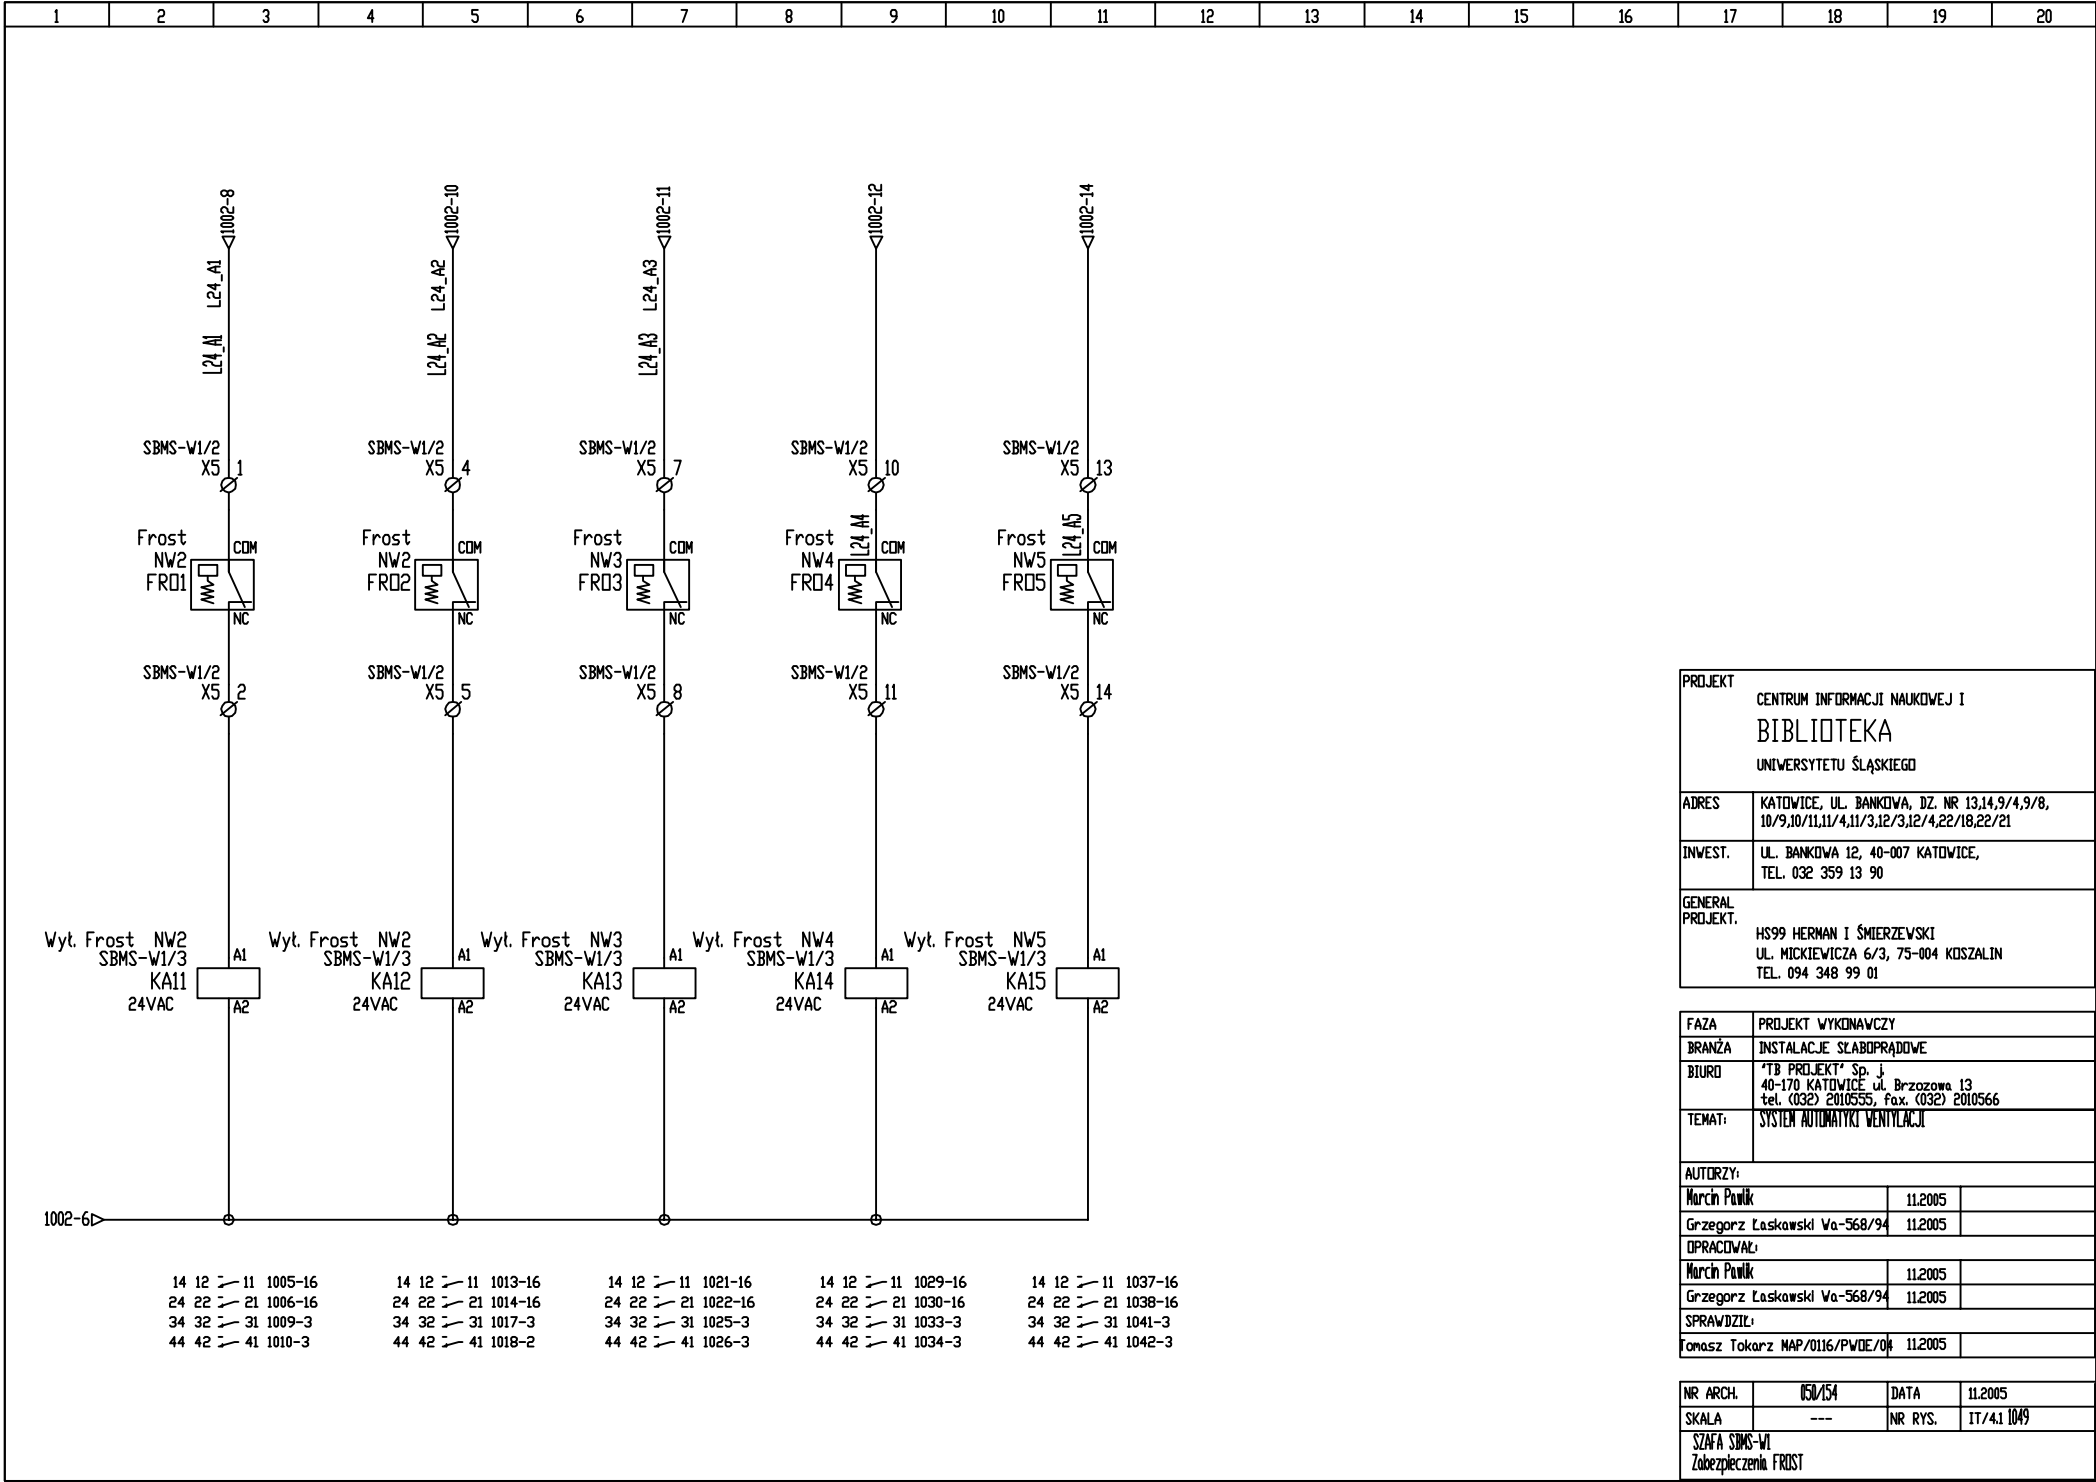 1 2 3 4 5 6 7 8 9 10 11 12 13 14 15 16 17 18 19 20
1002-8 1002-10 1002-11 1002-12 1002-14
L24_A1 L24_A2 L24_A3
L24_A1 L24_A2 L24_A3
SBMS-W1/2 SBMS-W1/2 SBMS-W1/2 SBMS-W1/2 SBMS-W1/2
X5 1 X5 4 X5 7 X5 10 X5 13
L24_A4 L24_A5
Frost Frost Frost Frost Frost
COM COM COM COM COM
NW2 NW2 NW3 NW4 NW5
FRO1 FRO2 FRO3 FRO4 FRO5
NC NC NC NC NC
SBMS-W1/2 SBMS-W1/2 SBMS-W1/2 SBMS-W1/2 SBMS-W1/2
X5 2 X5 5 X5 8 X5 11 X5 14
Wył. Frost NW2 Wył. Frost NW2 Wył. Frost NW3 Wył. Frost NW4 Wył. Frost NW5
SBMS-W1/3 A1 SBMS-W1/3 A1 SBMS-W1/3 A1 SBMS-W1/3 A1 SBMS-W1/3 A1
KA11 KA12 KA13 KA14 KA15
24VAC A2 24VAC A2 24VAC A2 24VAC A2 24VAC A2
1002-6
14 12 11 1005-16 14 12 11 1013-16 14 12 11 1021-16 14 12 11 1029-16 14 12 11 1037-16
24 22 21 1006-16 24 22 21 1014-16 24 22 21 1022-16 24 22 21 1030-16 24 22 21 1038-16
34 32 31 1009-3 34 32 31 1017-3 34 32 31 1025-3 34 32 31 1033-3 34 32 31 1041-3
44 42 41 1010-3 44 42 41 1018-2 44 42 41 1026-3 44 42 41 1034-3 44 42 41 1042-3
PROJEKT
CENTRUM INFORMACJI NAUKOWEJ I
BIBLIOTEKA
UNIWERSYTETU ŚLĄSKIEGO
ADRES KATOWICE, UL. BANKOWA, DZ. NR 13,14,9/4,9/8,
10/9,10/11,11/4,11/3,12/3,12/4,22/18,22/21
INWEST. UL. BANKOWA 12, 40-007 KATOWICE,
TEL. 032 359 13 90
GENERAL
PROJEKT.
HS99 HERMAN I ŚMIERZEWSKI
UL. MICKIEWICZA 6/3, 75-004 KOSZALIN
TEL. 094 348 99 01
FAZA PROJEKT WYKONAWCZY
BRANŻA INSTALACJE SŁABOPRĄDOWE
BIURO "TB PROJEKT" Sp. j.
40-170 KATOWICE ul. Brzozowa 13
tel. (032) 2010555, fax. (032) 2010566
TEMAT: SYSTEM AUTOMATYKI WENTYLACJI
AUTORZY:
Marcin Pawlik 11.2005
Grzegorz Łaskawski Wa-568/94 11.2005
OPRACOWAŁ:
Marcin Pawlik 11.2005
Grzegorz Łaskawski Wa-568/94 11.2005
SPRAWDZIŁ:
Tomasz Tokarz MAP/0116/PWOE/04 11.2005
NR ARCH. 050/154 DATA 11.2005
SKALA --- NR RYS. IT/4.1 1049
SZAFA SBMS-W1
Zabezpieczenia FROST